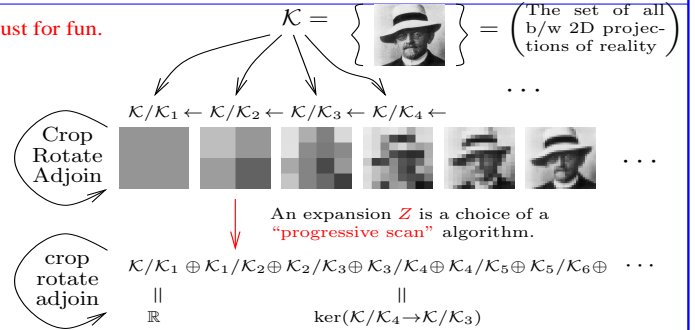 ust for fun.
𝒦 = { } = (The set of all
b/w 2D projec-
tions of reality)
· · ·
𝒦/𝒦₁ ← 𝒦/𝒦₂ ← 𝒦/𝒦₃ ← 𝒦/𝒦₄ ←
Crop
Rotate
Adjoin
· · ·
An expansion Z is a choice of a
“progressive scan” algorithm.
crop
rotate
adjoin
𝒦/𝒦₁ ⊕ 𝒦₁/𝒦₂ ⊕ 𝒦₂/𝒦₃ ⊕ 𝒦₃/𝒦₄ ⊕ 𝒦₄/𝒦₅ ⊕ 𝒦₅/𝒦₆ ⊕ · · ·
|| ||
ℝ ker(𝒦/𝒦₄→𝒦/𝒦₃)